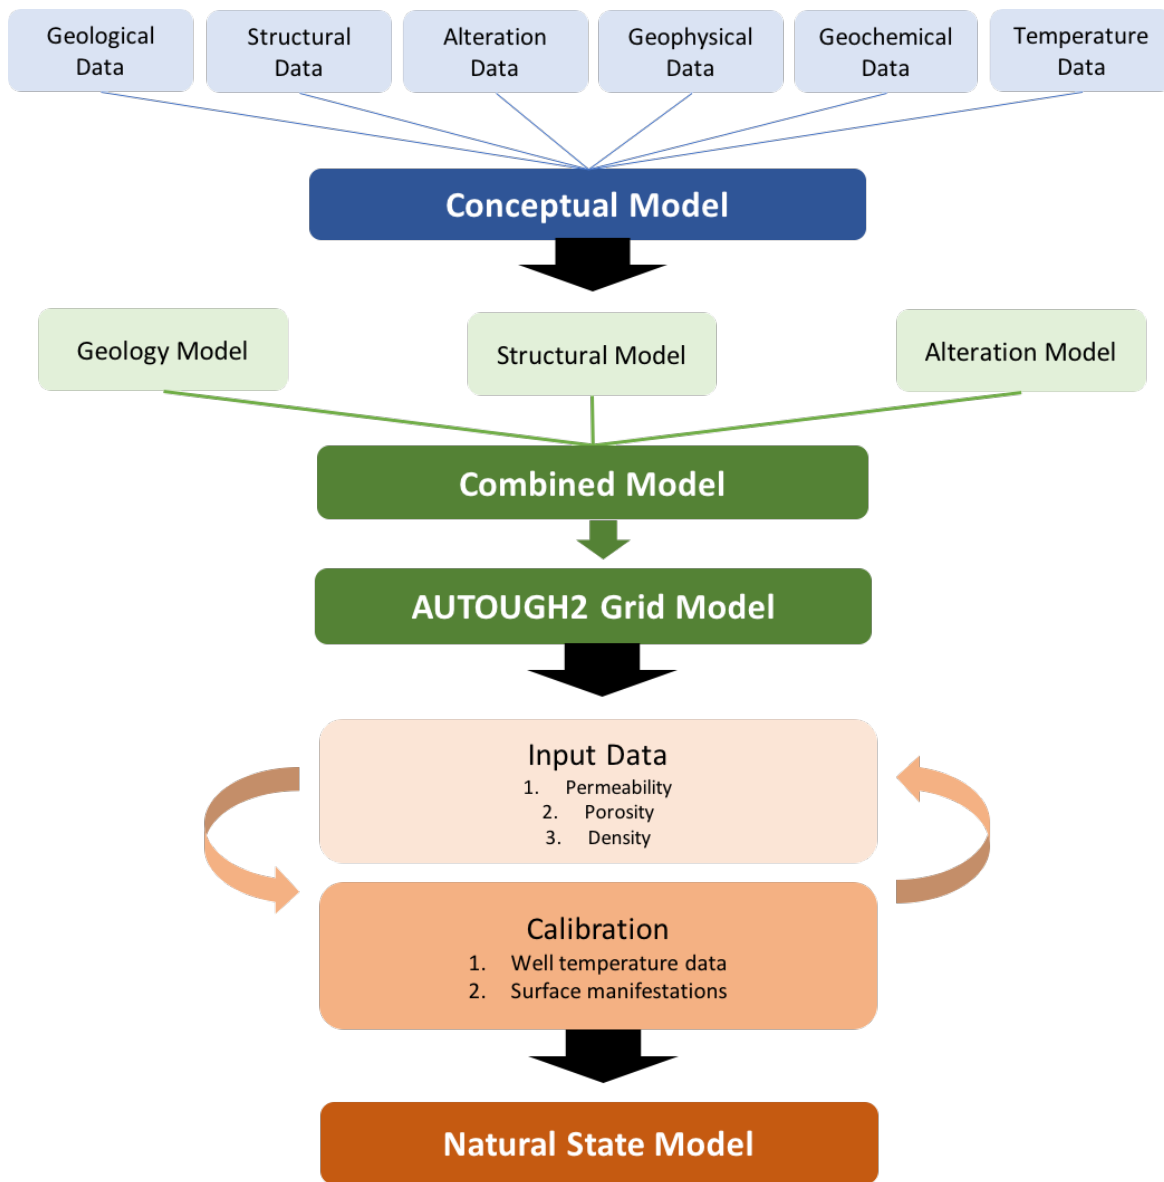 Geological
Data
Structural
Data
Alteration
Data
Geophysical
Data
Geochemical
Data
Temperature
Data
Conceptual Model
Geology Model
Structural Model
Alteration Model
Combined Model
AUTOUGH2 Grid Model
Input Data
1. Permeability
2. Porosity
3. Density
Calibration
1. Well temperature data
2. Surface manifestations
Natural State Model